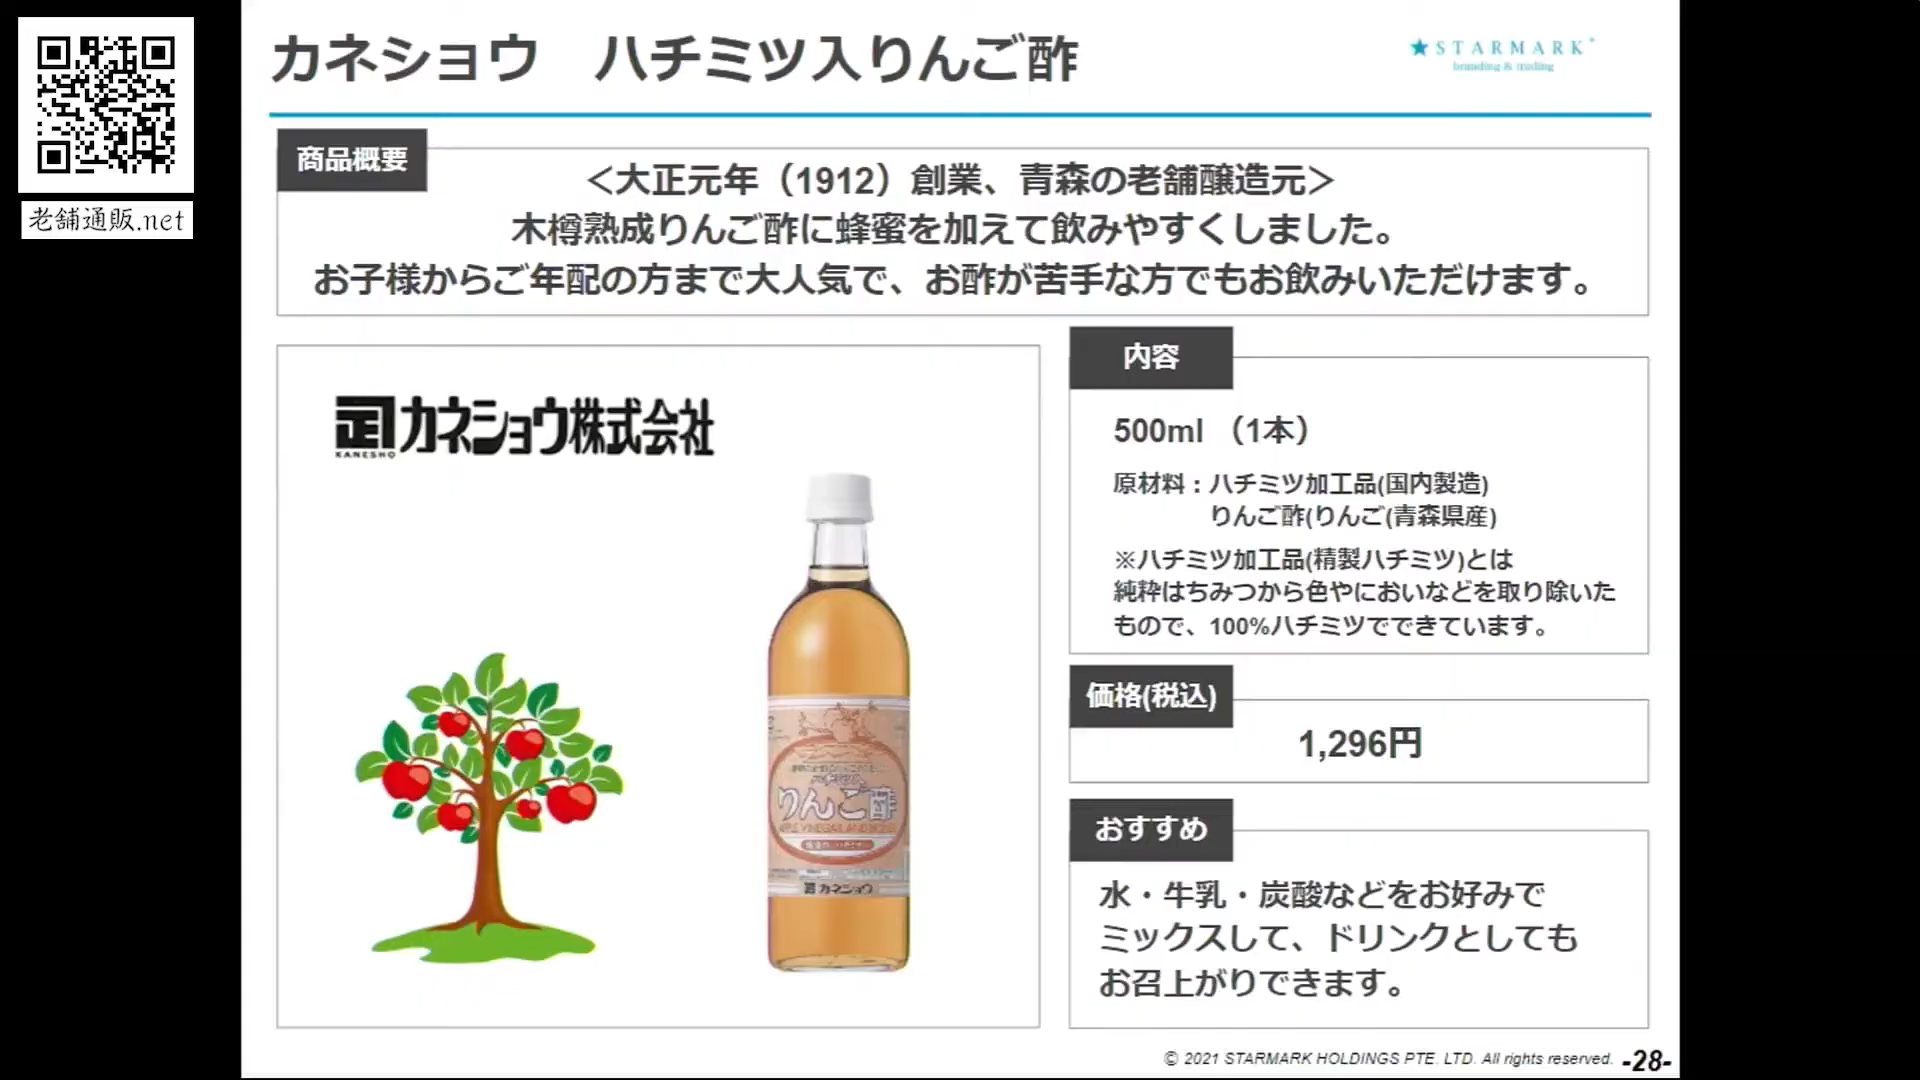 老舗通販.net
カネショウ　ハチミツ入りんご酢
★STARMARK
branding & trading
商品概要
＜大正元年（1912）創業、青森の老舗醸造元＞
木樽熟成りんご酢に蜂蜜を加えて飲みやすくしました。
お子様からご年配の方まで大人気で、お酢が苦手な方でもお飲みいただけます。
KANESHO
カネショウ株式会社
りんご酢
カネショウ
内容
500ml （1本）
原材料：ハチミツ加工品(国内製造)
りんご酢(りんご(青森県産)
※ハチミツ加工品(精製ハチミツ)とは
純粋はちみつから色やにおいなどを取り除いた
もので、100%ハチミツでできています。
価格(税込)
1,296円
おすすめ
水・牛乳・炭酸などをお好みで
ミックスして、ドリンクとしても
お召上がりできます。
© 2021 STARMARK HOLDINGS PTE. LTD. All rights reserved.
-28-